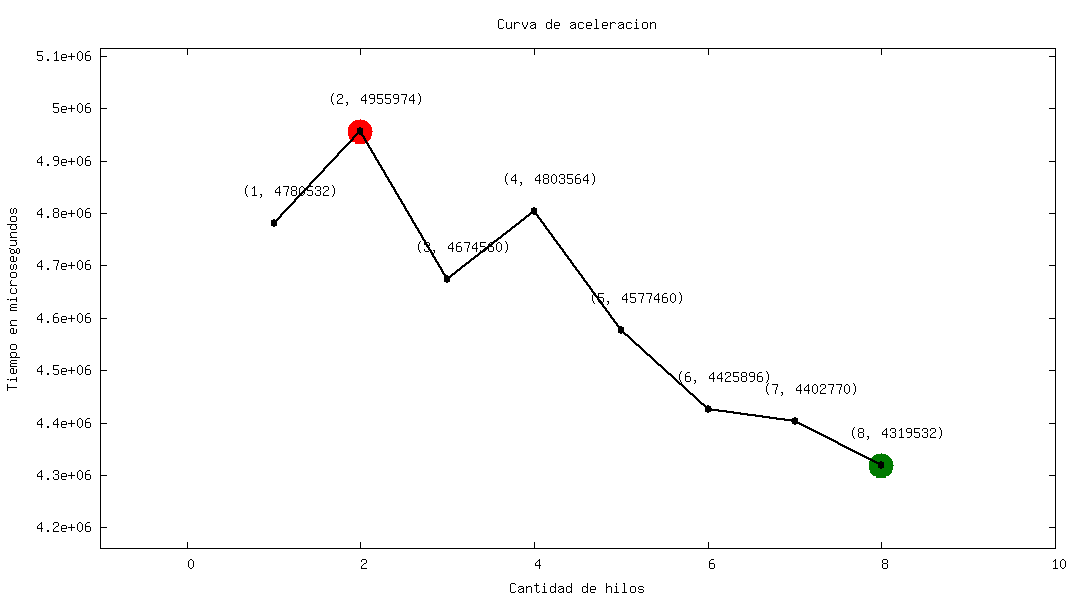 Curva de aceleracion
5.1e+06
5e+06
4.9e+06
4.8e+06
4.7e+06
4.6e+06
4.5e+06
4.4e+06
4.3e+06
4.2e+06
Tiempo en microsegundos
(1, 4780532)
(2, 4955974)
(3, 4674560)
(4, 4803564)
(5, 4577460)
(6, 4425896)
(7, 4402770)
(8, 4319532)
0 2 4 6 8 10
Cantidad de hilos